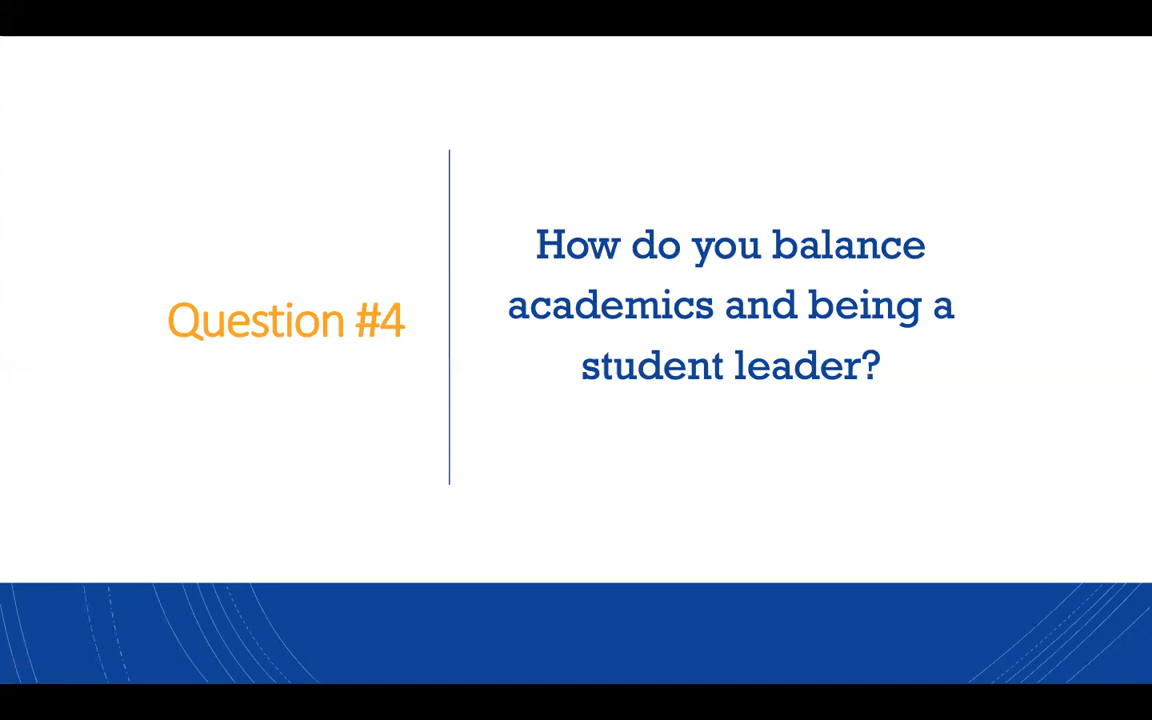 Question #4
How do you balance
academics and being a
student leader?